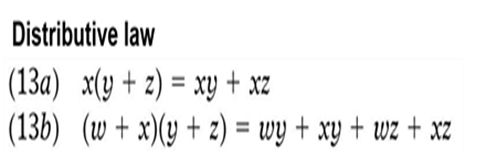 Distributive law
(13a) x(y + z) = xy + xz
(13b) (w + x)(y + z) = wy + xy + wz + xz